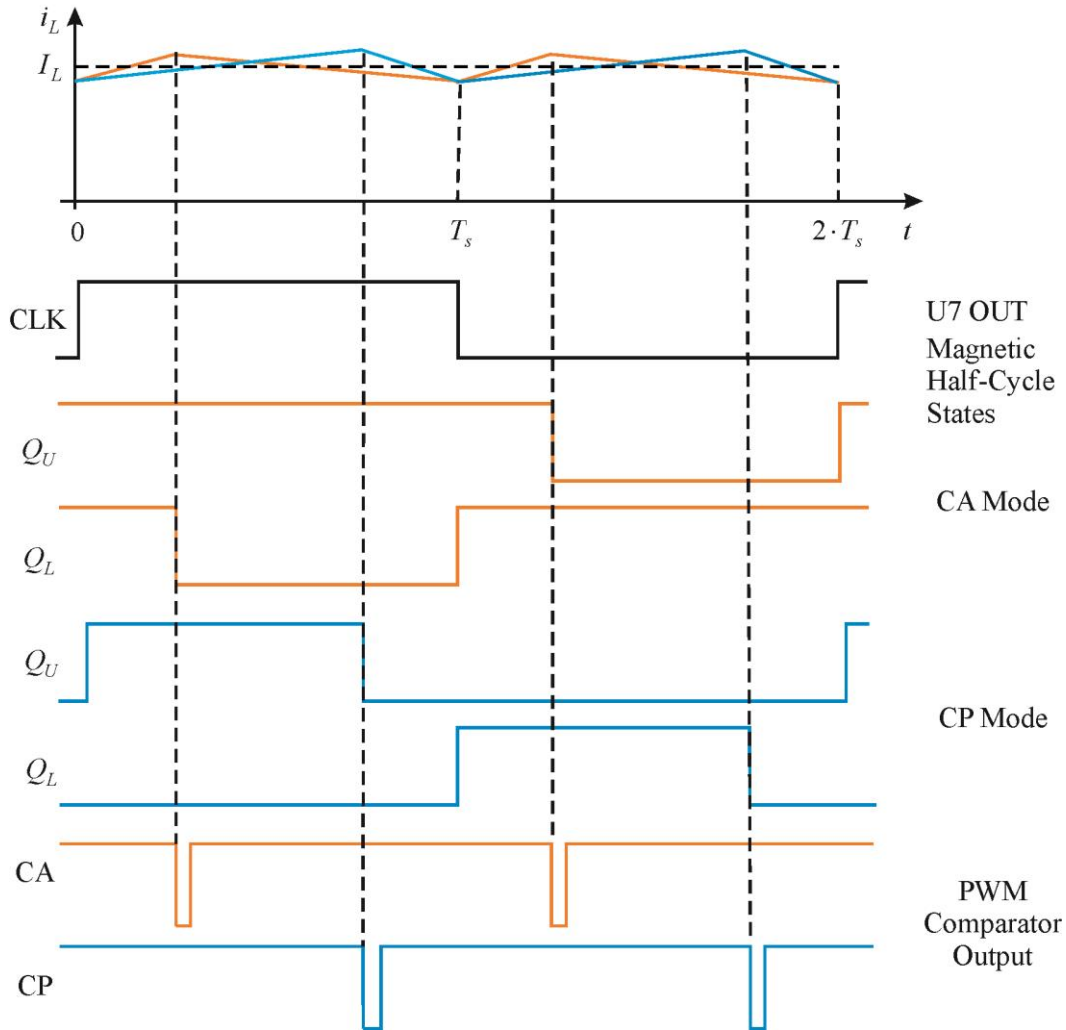 i_L
I_L
0
T_s
2·T_s
t
CLK
U7 OUT
Magnetic
Half-Cycle
States
Q_U
CA Mode
Q_L
Q_U
CP Mode
Q_L
CA
PWM
Comparator
Output
CP